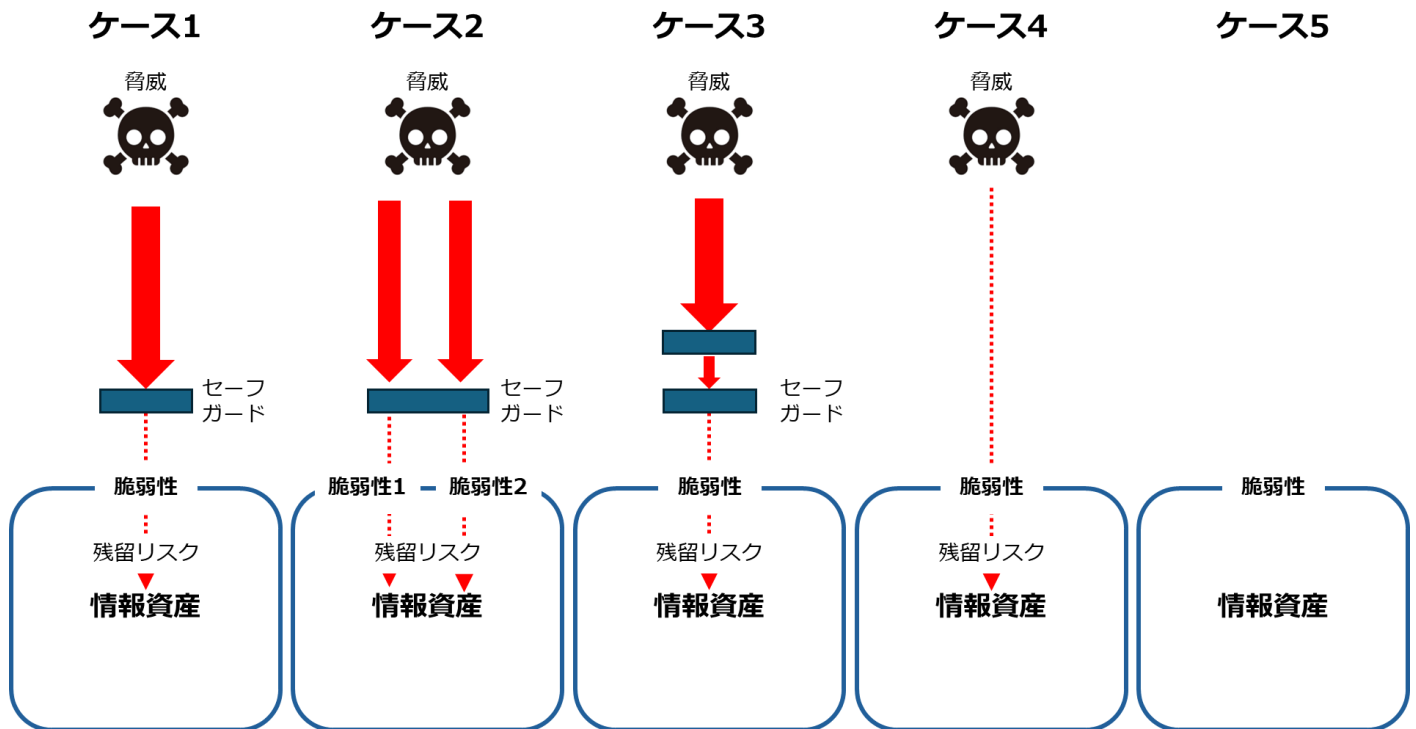 ケース1
ケース2
ケース3
ケース4
ケース5
脅威
脅威
脅威
脅威
セーフ
ガード
セーフ
ガード
セーフ
ガード
脆弱性
脆弱性1
脆弱性2
脆弱性
脆弱性
脆弱性
残留リスク
残留リスク
残留リスク
残留リスク
情報資産
情報資産
情報資産
情報資産
情報資産